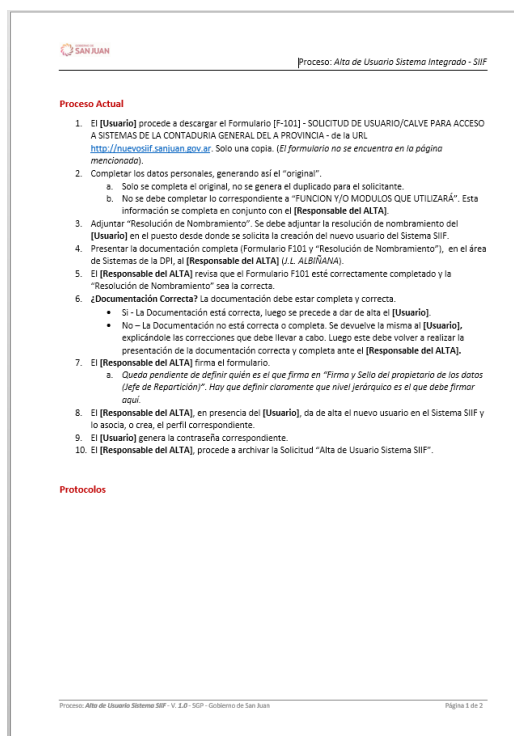 GOBIERNO DE
SAN JUAN
Proceso: Alta de Usuario Sistema Integrado - SIIF
Proceso Actual
1. El [Usuario] procede a descargar el Formulario [F-101] - SOLICITUD DE USUARIO/CALVE PARA ACCESO
A SISTEMAS DE LA CONTADURIA GENERAL DEL A PROVINCIA - de la URL
http://nuevosiif.sanjuan.gov.ar. Solo una copia. (El formulario no se encuentra en la página
mencionada).
2. Completar los datos personales, generando así el "original".
a. Solo se completa el original, no se genera el duplicado para el solicitante.
b. No se debe completar lo correspondiente a "FUNCION Y/O MODULOS QUE UTILIZARÁ". Esta
información se completa en conjunto con el [Responsable del ALTA].
3. Adjuntar "Resolución de Nombramiento". Se debe adjuntar la resolución de nombramiento del
[Usuario] en el puesto desde donde se solicita la creación del nuevo usuario del Sistema SIIF.
4. Presentar la documentación completa (Formulario F101 y "Resolución de Nombramiento"), en el área
de Sistemas de la DPI, al [Responsable del ALTA] (J.L. ALBIÑANA).
5. El [Responsable del ALTA] revisa que el Formulario F101 esté correctamente completado y la
"Resolución de Nombramiento" sea la correcta.
6. ¿Documentación Correcta? La documentación debe estar completa y correcta.
• Si - La Documentación está correcta, luego se precede a dar de alta el [Usuario].
• No – La Documentación no está correcta o completa. Se devuelve la misma al [Usuario],
explicándole las correcciones que debe llevar a cabo. Luego este debe volver a realizar la
presentación de la documentación correcta y completa ante el [Responsable del ALTA].
7. El [Responsable del ALTA] firma el formulario.
a. Queda pendiente de definir quién es el que firma en "Firma y Sello del propietario de los datos
(Jefe de Repartición)". Hay que definir claramente que nivel jerárquico es el que debe firmar
aquí.
8. El [Responsable del ALTA], en presencia del [Usuario], da de alta el nuevo usuario en el Sistema SIIF y
lo asocia, o crea, el perfil correspondiente.
9. El [Usuario] genera la contraseña correspondiente.
10. El [Responsable del ALTA], procede a archivar la Solicitud "Alta de Usuario Sistema SIIF".
Protocolos
Proceso: Alta de Usuario Sistema SIIF - V. 1.0 - SGP - Gobierno de San Juan
Página 1 de 2